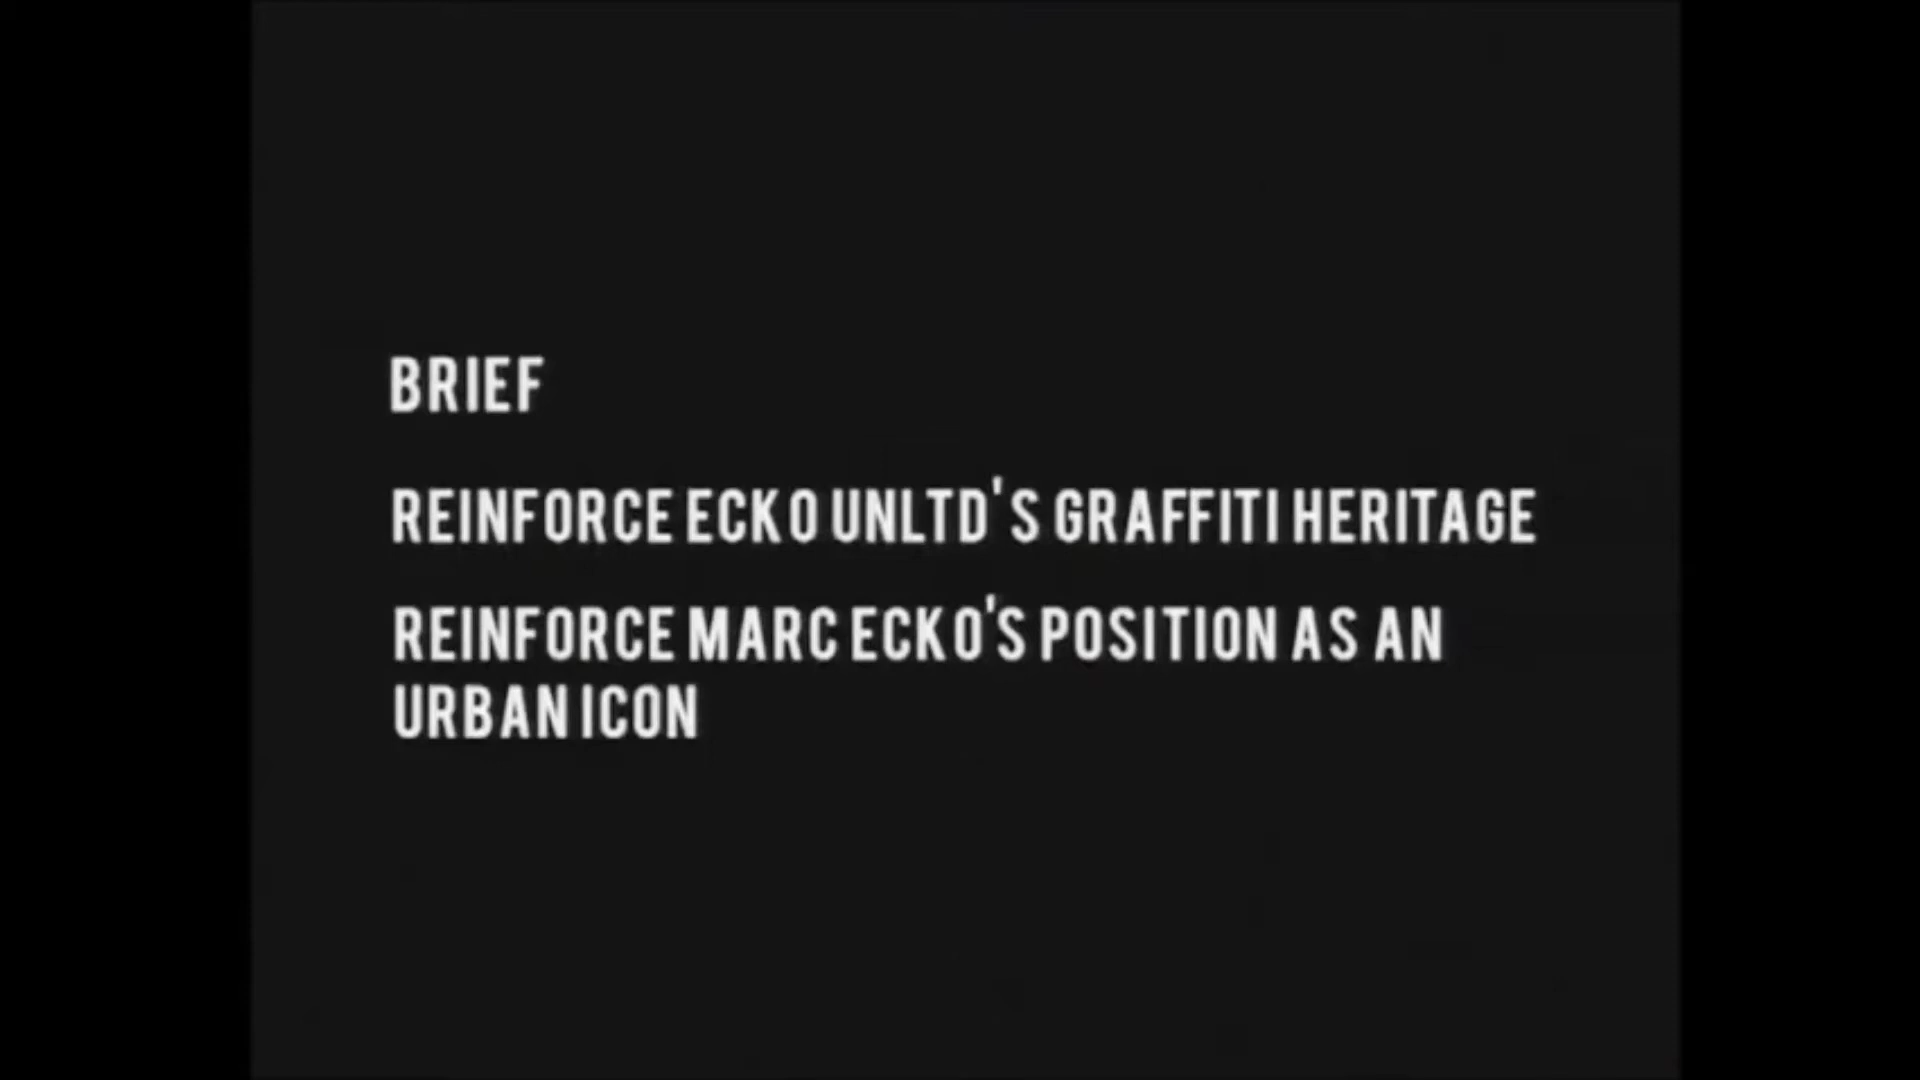 BRIEF
REINFORCE ECKO UNLTD'S GRAFFITI HERITAGE
REINFORCE MARC ECKO'S POSITION AS AN
URBAN ICON